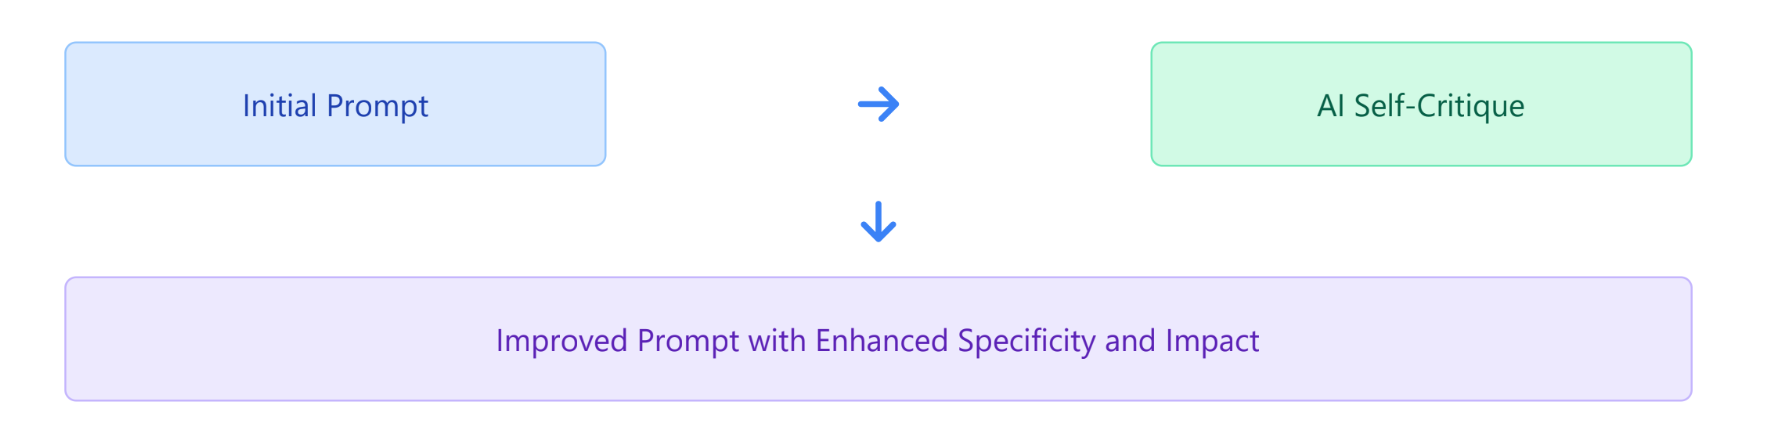 Initial Prompt
AI Self-Critique
Improved Prompt with Enhanced Specificity and Impact